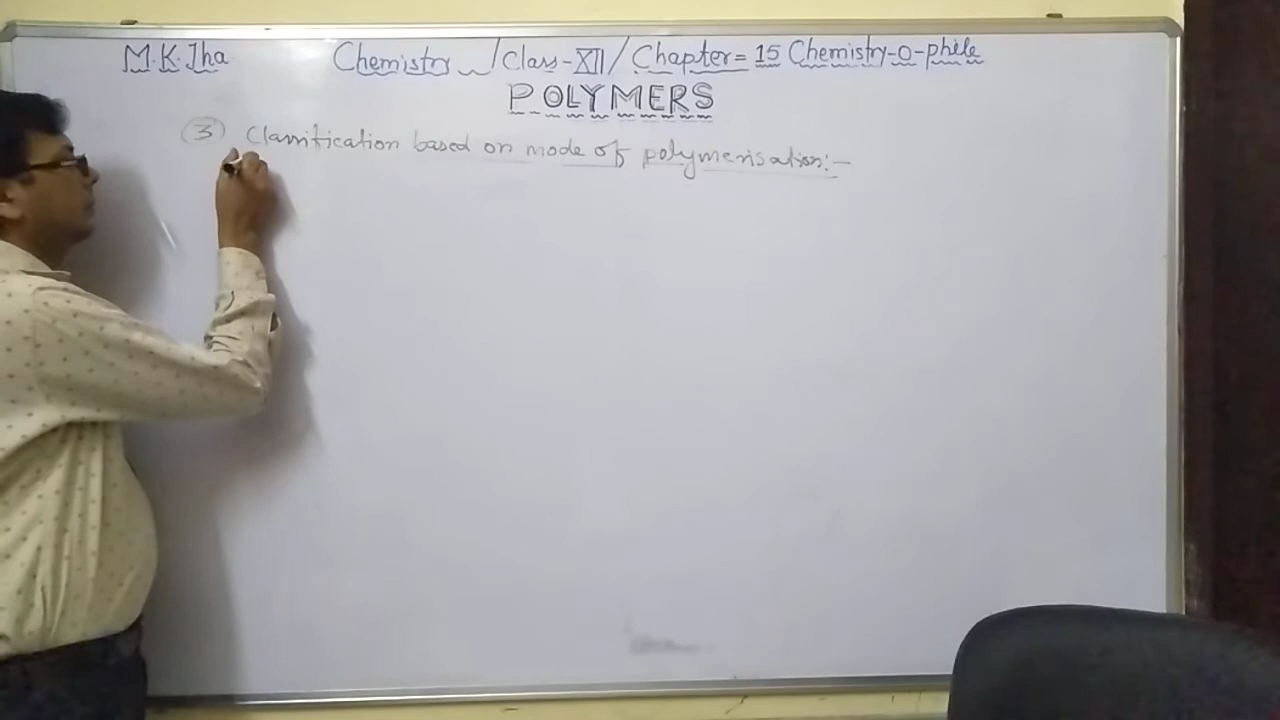 M.K.Jha Chemistry /Class-XII/ Chapter= 15 Chemistry-O-phile
POLYMERS
(3) Classification based on mode of polymerisation:-